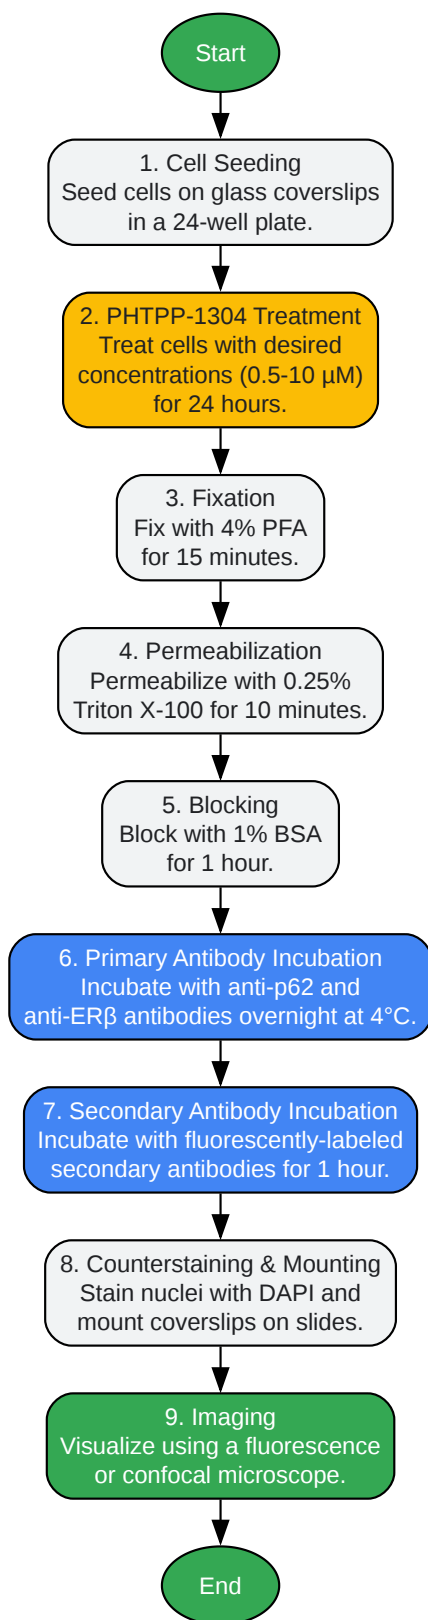 Start
1. Cell Seeding
Seed cells on glass coverslips
in a 24-well plate.
2. PHTPP-1304 Treatment
Treat cells with desired
concentrations (0.5-10 µM)
for 24 hours.
3. Fixation
Fix with 4% PFA
for 15 minutes.
4. Permeabilization
Permeabilize with 0.25%
Triton X-100 for 10 minutes.
5. Blocking
Block with 1% BSA
for 1 hour.
6. Primary Antibody Incubation
Incubate with anti-p62 and
anti-ERβ antibodies overnight at 4°C.
7. Secondary Antibody Incubation
Incubate with fluorescently-labeled
secondary antibodies for 1 hour.
8. Counterstaining & Mounting
Stain nuclei with DAPI and
mount coverslips on slides.
9. Imaging
Visualize using a fluorescence
or confocal microscope.
End